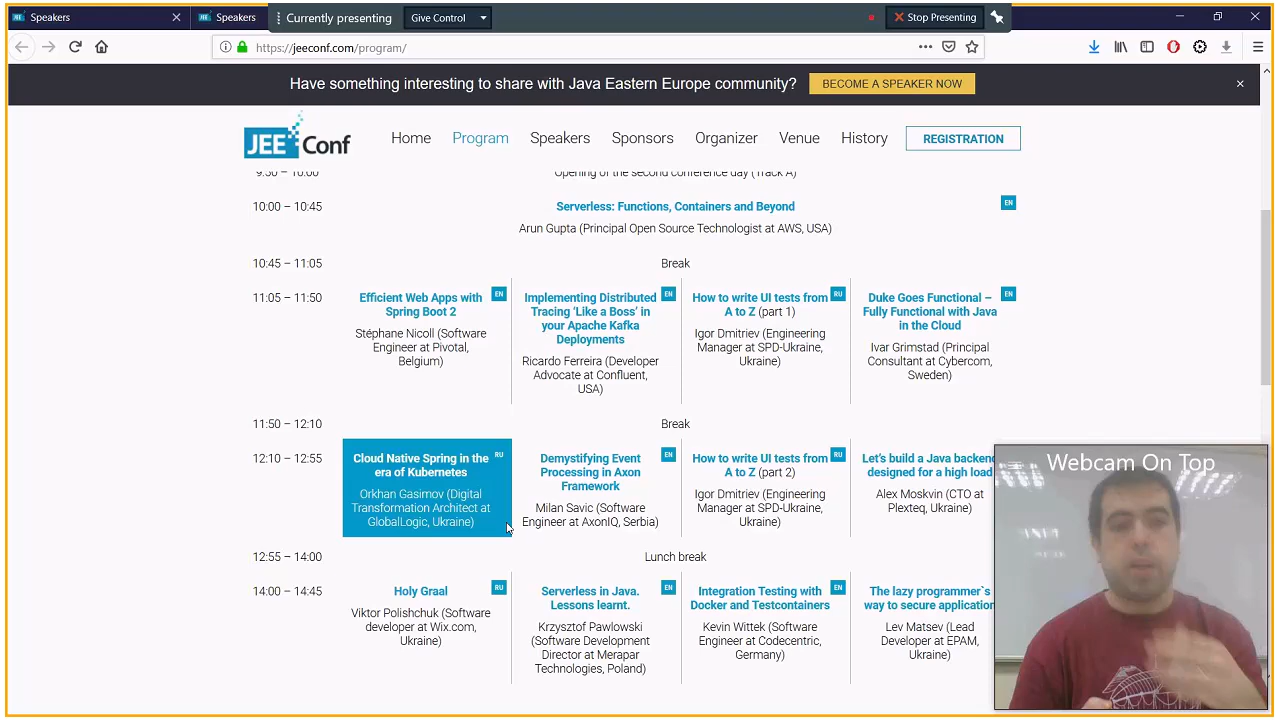 Speakers
Speakers
Currently presenting
Give Control
Stop Presenting
https://jeeconf.com/program/
Have something interesting to share with Java Eastern Europe community?
BECOME A SPEAKER NOW
JEE Conf
Home
Program
Speakers
Sponsors
Organizer
Venue
History
REGISTRATION
9:30 – 10:00
Opening of the second conference day (Track A)
10:00 – 10:45
Serverless: Functions, Containers and Beyond
EN
Arun Gupta (Principal Open Source Technologist at AWS, USA)
10:45 – 11:05
Break
11:05 – 11:50
Efficient Web Apps with
Spring Boot 2
EN
Stéphane Nicoll (Software
Engineer at Pivotal,
Belgium)
Implementing Distributed
Tracing ‘Like a Boss’ in
your Apache Kafka
Deployments
EN
Ricardo Ferreira (Developer
Advocate at Confluent,
USA)
How to write UI tests from
A to Z (part 1)
RU
Igor Dmitriev (Engineering
Manager at SPD-Ukraine,
Ukraine)
Duke Goes Functional –
Fully Functional with Java
in the Cloud
EN
Ivar Grimstad (Principal
Consultant at Cybercom,
Sweden)
11:50 – 12:10
Break
12:10 – 12:55
Cloud Native Spring in the
era of Kubernetes
RU
Orkhan Gasimov (Digital
Transformation Architect at
GlobalLogic, Ukraine)
Demystifying Event
Processing in Axon
Framework
EN
Milan Savic (Software
Engineer at AxonIQ, Serbia)
How to write UI tests from
A to Z (part 2)
RU
Igor Dmitriev (Engineering
Manager at SPD-Ukraine,
Ukraine)
Let’s build a Java backend
designed for a high load
Alex Moskvin (CTO at
Plexteq, Ukraine)
Webcam On Top
12:55 – 14:00
Lunch break
14:00 – 14:45
Holy Graal
RU
Viktor Polishchuk (Software
developer at Wix.com,
Ukraine)
Serverless in Java.
Lessons learnt.
EN
Krzysztof Pawlowski
(Software Development
Director at Merapar
Technologies, Poland)
Integration Testing with
Docker and Testcontainers
EN
Kevin Wittek (Software
Engineer at Codecentric,
Germany)
The lazy programmer`s
way to secure application
Lev Matsev (Lead
Developer at EPAM,
Ukraine)